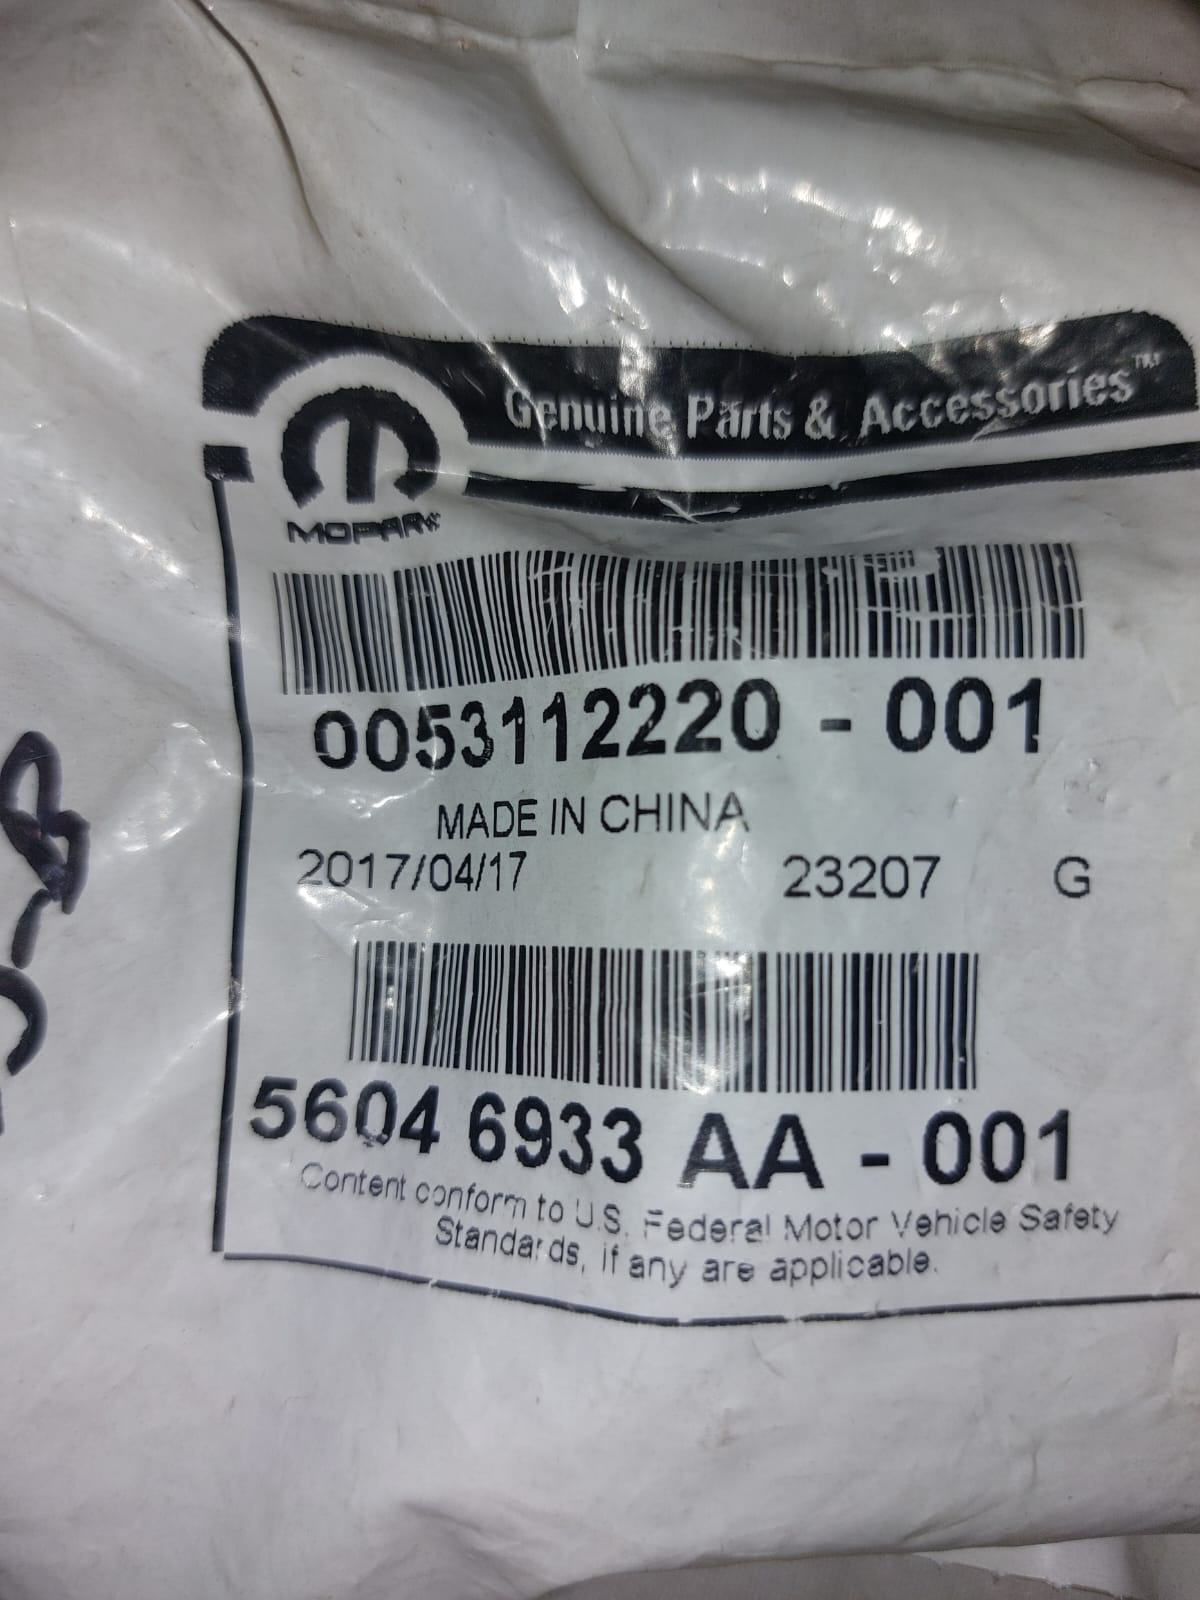 Genuine Parts & Accessories™
MOPAR
0053112220 - 001
MADE IN CHINA
2017/04/17 23207 G
5604 6933 AA - 001
Content conform to U.S. Federal Motor Vehicle Safety
Standards, if any are applicable.